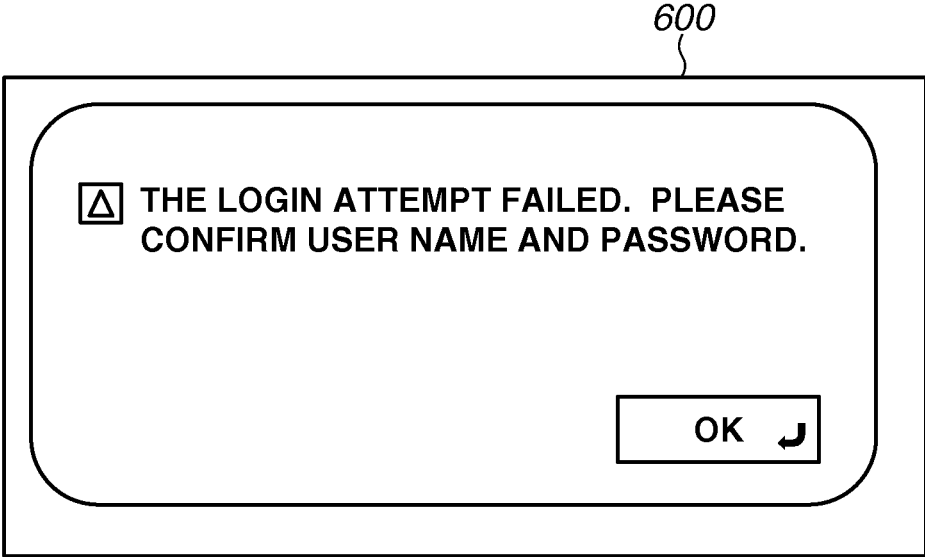 600
THE LOGIN ATTEMPT FAILED.  PLEASE
CONFIRM USER NAME AND PASSWORD.
OK